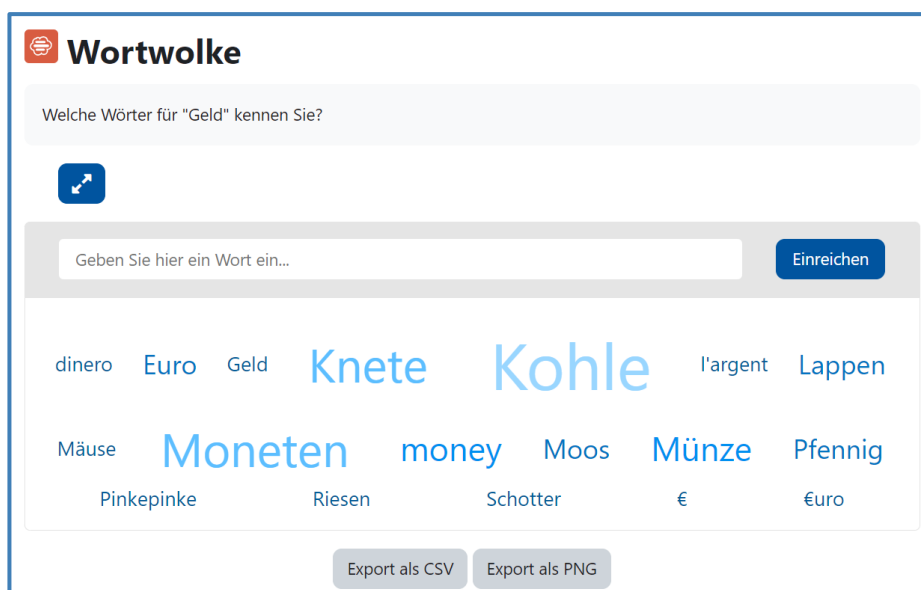 Wortwolke
Welche Wörter für "Geld" kennen Sie?
Geben Sie hier ein Wort ein... Einreichen
dinero Euro Geld Knete Kohle l'argent Lappen
Mäuse Moneten money Moos Münze Pfennig
Pinkepinke Riesen Schotter € €uro
Export als CSV Export als PNG